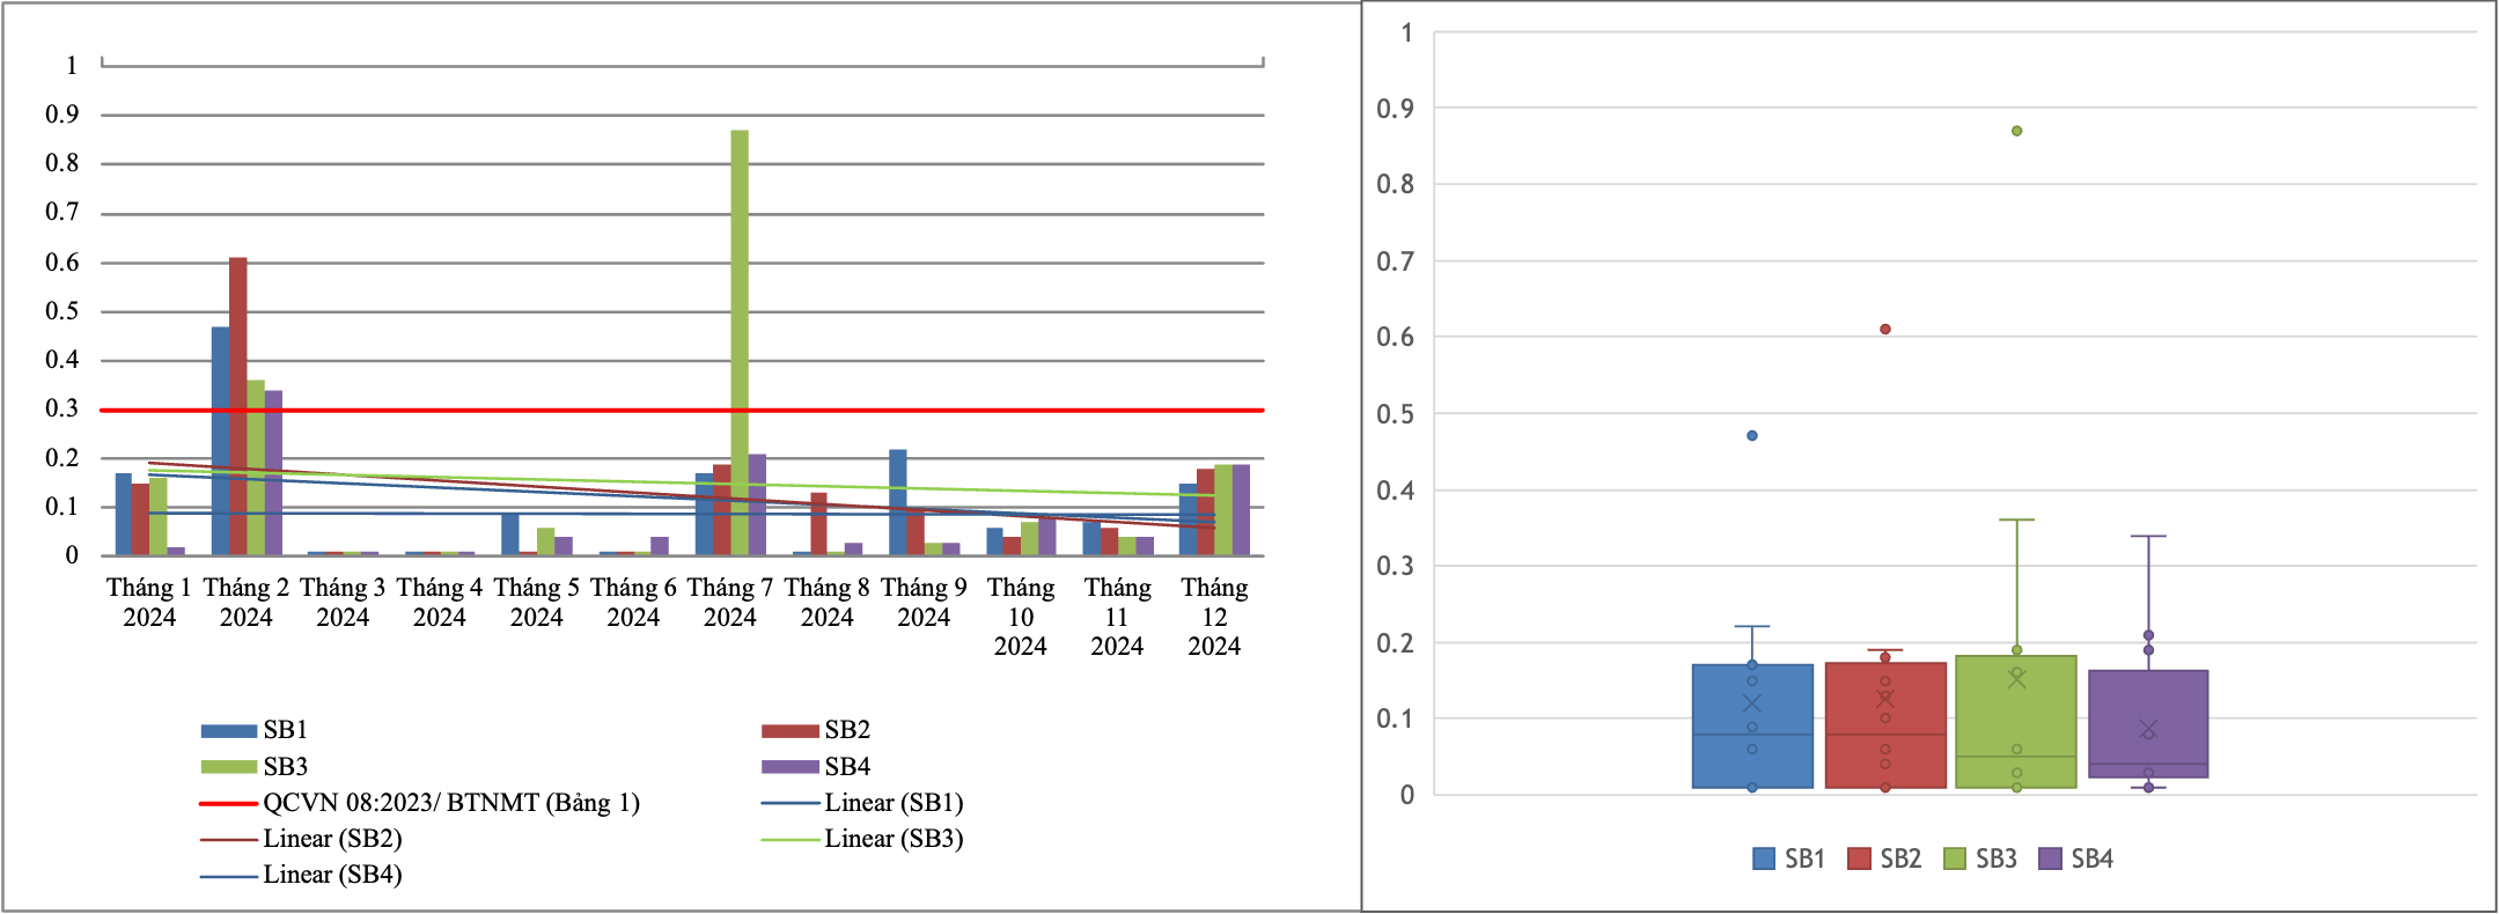 1
0.9
0.8
0.7
0.6
0.5
0.4
0.3
0.2
0.1
0
Tháng 1 Tháng 2 Tháng 3 Tháng 4 Tháng 5 Tháng 6 Tháng 7 Tháng 8 Tháng 9 Tháng Tháng Tháng
2024 2024 2024 2024 2024 2024 2024 2024 2024 10 11 12
2024 2024 2024
SB1 SB2
SB3 SB4
QCVN 08:2023/ BTNMT (Bảng 1) Linear (SB1)
Linear (SB2) Linear (SB3)
Linear (SB4)
1
0.9
0.8
0.7
0.6
0.5
0.4
0.3
0.2
0.1
0
SB1 SB2 SB3 SB4